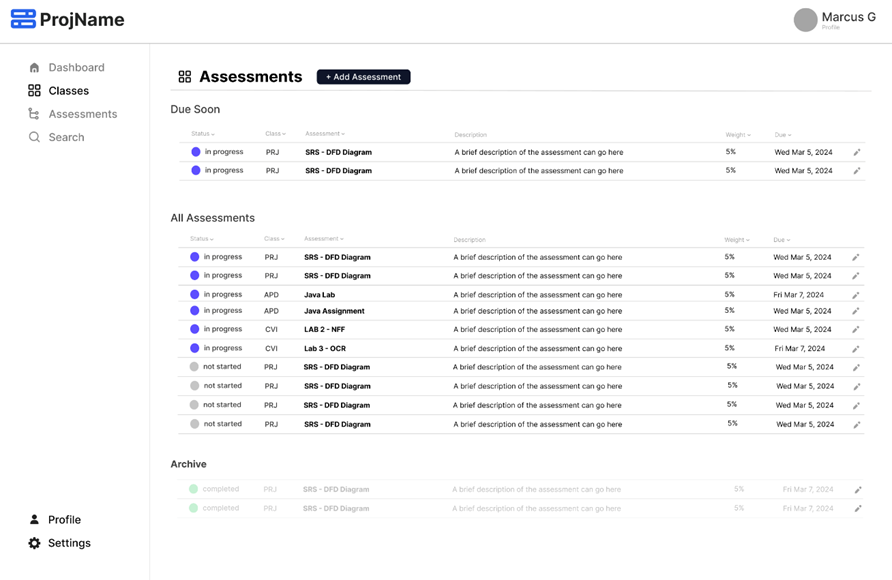 ProjName
Marcus G
Profile
Dashboard
Classes
Assessments
Search
Assessments + Add Assessment
Due Soon
Status Class Assessment Description Weight Due
in progress PRJ SRS - DFD Diagram A brief description of the assessment can go here 5% Wed Mar 5, 2024
in progress PRJ SRS - DFD Diagram A brief description of the assessment can go here 5% Wed Mar 5, 2024
All Assessments
Status Class Assessment Description Weight Due
in progress PRJ SRS - DFD Diagram A brief description of the assessment can go here 5% Wed Mar 5, 2024
in progress PRJ SRS - DFD Diagram A brief description of the assessment can go here 5% Wed Mar 5, 2024
in progress APD Java Lab A brief description of the assessment can go here 5% Fri Mar 7, 2024
in progress APD Java Assignment A brief description of the assessment can go here 5% Wed Mar 5, 2024
in progress CVI LAB 2 - NFF A brief description of the assessment can go here 5% Wed Mar 5, 2024
in progress CVI Lab 3 - OCR A brief description of the assessment can go here 5% Fri Mar 7, 2024
not started PRJ SRS - DFD Diagram A brief description of the assessment can go here 5% Wed Mar 5, 2024
not started PRJ SRS - DFD Diagram A brief description of the assessment can go here 5% Wed Mar 5, 2024
not started PRJ SRS - DFD Diagram A brief description of the assessment can go here 5% Wed Mar 5, 2024
not started PRJ SRS - DFD Diagram A brief description of the assessment can go here 5% Wed Mar 5, 2024
Archive
completed PRJ SRS - DFD Diagram A brief description of the assessment can go here 5% Fri Mar 7, 2024
completed PRJ SRS - DFD Diagram A brief description of the assessment can go here 5% Fri Mar 7, 2024
Profile
Settings